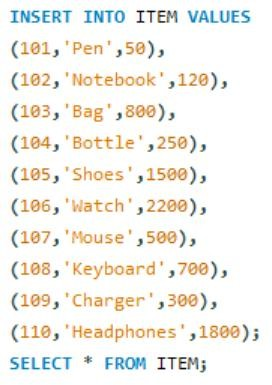 INSERT INTO ITEM VALUES
(101,'Pen',50),
(102,'Notebook',120),
(103,'Bag',800),
(104,'Bottle',250),
(105,'Shoes',1500),
(106,'Watch',2200),
(107,'Mouse',500),
(108,'Keyboard',700),
(109,'Charger',300),
(110,'Headphones',1800);
SELECT * FROM ITEM;